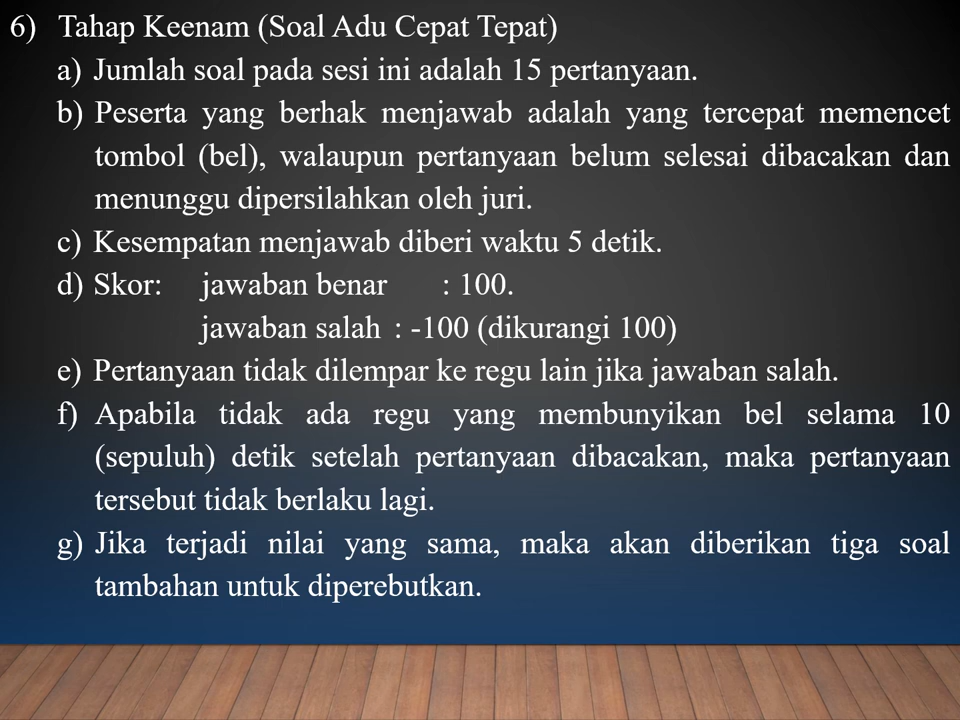 6) Tahap Keenam (Soal Adu Cepat Tepat)
a) Jumlah soal pada sesi ini adalah 15 pertanyaan.
b) Peserta yang berhak menjawab adalah yang tercepat memencet
tombol (bel), walaupun pertanyaan belum selesai dibacakan dan
menunggu dipersilahkan oleh juri.
c) Kesempatan menjawab diberi waktu 5 detik.
d) Skor: jawaban benar : 100.
jawaban salah : -100 (dikurangi 100)
e) Pertanyaan tidak dilempar ke regu lain jika jawaban salah.
f) Apabila tidak ada regu yang membunyikan bel selama 10
(sepuluh) detik setelah pertanyaan dibacakan, maka pertanyaan
tersebut tidak berlaku lagi.
g) Jika terjadi nilai yang sama, maka akan diberikan tiga soal
tambahan untuk diperebutkan.